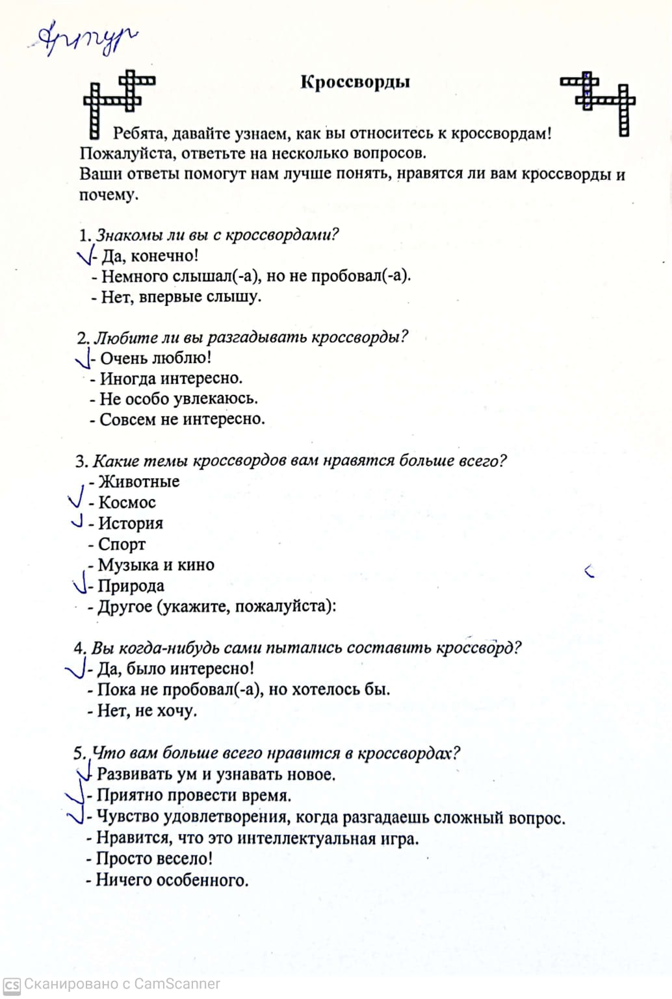 Артур
Кроссворды
Ребята, давайте узнаем, как вы относитесь к кроссвордам!
Пожалуйста, ответьте на несколько вопросов.
Ваши ответы помогут нам лучше понять, нравятся ли вам кроссворды и
почему.
1. Знакомы ли вы с кроссвордами?
- Да, конечно!
- Немного слышал(-а), но не пробовал(-а).
- Нет, впервые слышу.
2. Любите ли вы разгадывать кроссворды?
- Очень люблю!
- Иногда интересно.
- Не особо увлекаюсь.
- Совсем не интересно.
3. Какие темы кроссвордов вам нравятся больше всего?
- Животные
- Космос
- История
- Спорт
- Музыка и кино
- Природа
- Другое (укажите, пожалуйста):
4. Вы когда-нибудь сами пытались составить кроссворд?
- Да, было интересно!
- Пока не пробовал(-а), но хотелось бы.
- Нет, не хочу.
5. Что вам больше всего нравится в кроссвордах?
- Развивать ум и узнавать новое.
- Приятно провести время.
- Чувство удовлетворения, когда разгадаешь сложный вопрос.
- Нравится, что это интеллектуальная игра.
- Просто весело!
- Ничего особенного.
CS Сканировано с CamScanner